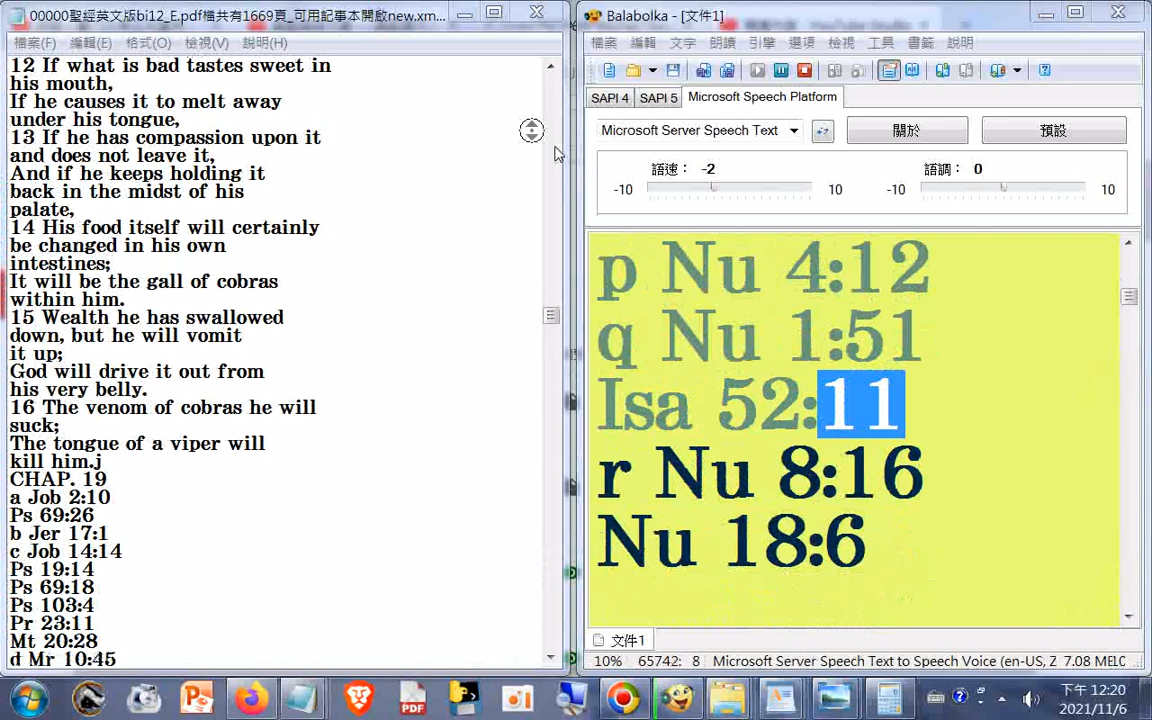 00000聖經英文版bi12_E.pdf檔共有1669頁_可用記事本開啟new.xm...
檔案(F) 編輯(E) 格式(O) 檢視(V) 說明(H)
12 If what is bad tastes sweet in
his mouth,
If he causes it to melt away
under his tongue,
13 If he has compassion upon it
and does not leave it,
And if he keeps holding it
back in the midst of his
palate,
14 His food itself will certainly
be changed in his own
intestines;
It will be the gall of cobras
within him.
15 Wealth he has swallowed
down, but he will vomit
it up;
God will drive it out from
his very belly.
16 The venom of cobras he will
suck;
The tongue of a viper will
kill him.j
CHAP. 19
a Job 2:10
Ps 69:26
b Jer 17:1
c Job 14:14
Ps 19:14
Ps 69:18
Ps 103:4
Pr 23:11
Mt 20:28
d Mr 10:45
Balabolka - [文件1]
檔案 編輯 文字 朗讀 引擎 選項 檢視 工具 書籤 說明
SAPI 4 SAPI 5 Microsoft Speech Platform
Microsoft Server Speech Text 關於 預設
語速: -2 語調: 0
-10 10 -10 10
p Nu 4:12
q Nu 1:51
Isa 52:11
r Nu 8:16
Nu 18:6
文件1
10% 65742: 8 Microsoft Server Speech Text to Speech Voice (en-US, Z 7.08 MELO
PDF
下午 12:20
2021/11/6